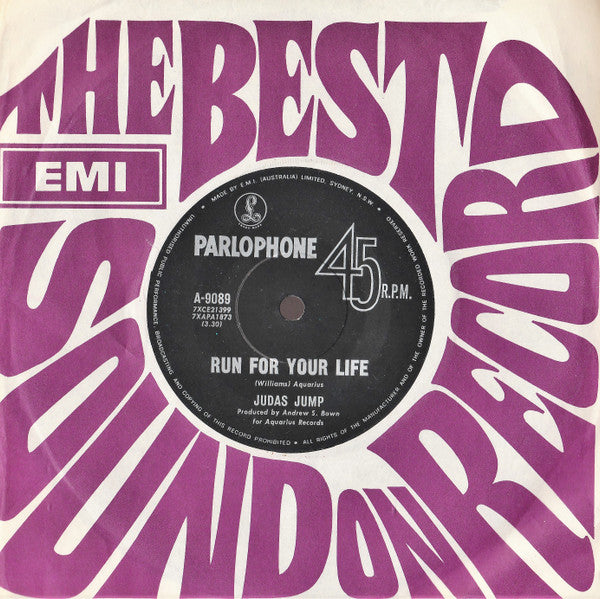 THE BEST
SOUND ON RECORD
EMI
MADE BY E.M.I. (AUSTRALIA) LIMITED, SYDNEY, N.S.W.
UNAUTHORISED PUBLIC PERFORMANCE, BROADCASTING AND COPYING OF THIS RECORD PROHIBITED • ALL RIGHTS OF THE MANUFACTURER AND OF THE OWNER OF THE RECORDED WORK RESERVED
£
PARLOPHONE
45 R.P.M.
A-9089
7XCE21399
7XAPA1873
(3.30)
RUN FOR YOUR LIFE
(Williams) Aquarius
JUDAS JUMP
Produced by Andrew S. Bown
for Aquarius Records